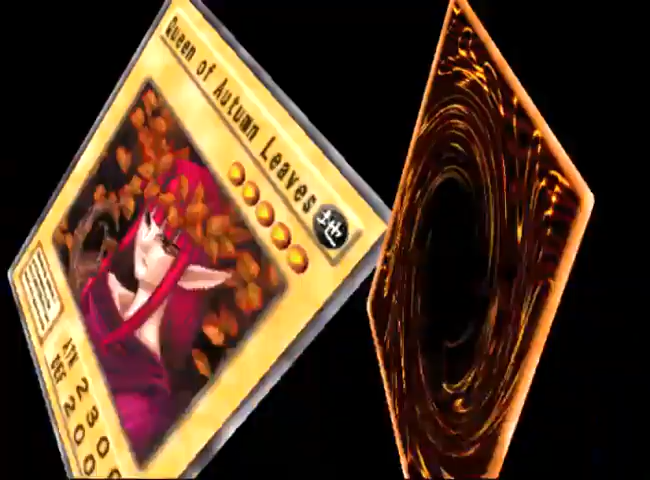 Queen of Autumn Leaves
地
ATK 2300
DEF 2000